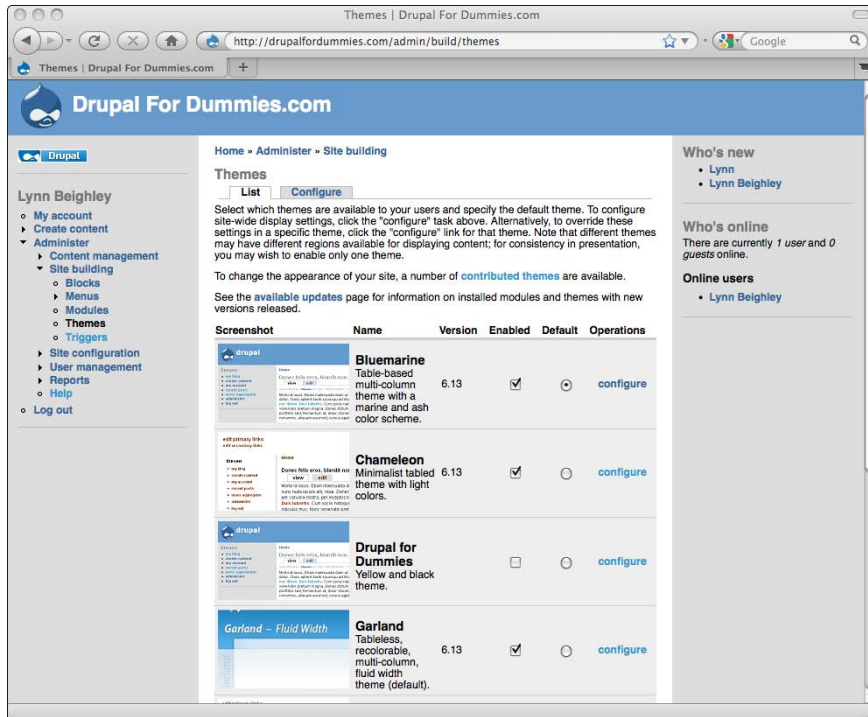 Themes | Drupal For Dummies.com
http://drupalfordummies.com/admin/build/themes
Google
Themes | Drupal For Dummies.com
Drupal For Dummies.com
Drupal
Lynn Beighley
My account
Create content
Administer
Content management
Site building
Blocks
Menus
Modules
Themes
Triggers
Site configuration
User management
Reports
Help
Log out
Home » Administer » Site building
Themes
List Configure
Select which themes are available to your users and specify the default theme. To configure
site-wide display settings, click the "configure" task above. Alternatively, to override these
settings in a specific theme, click the "configure" link for that theme. Note that different themes
may have different regions available for displaying content; for consistency in presentation,
you may wish to enable only one theme.
To change the appearance of your site, a number of contributed themes are available.
See the available updates page for information on installed modules and themes with new
versions released.
Screenshot Name Version Enabled Default Operations
drupal
Bluemarine
Table-based
multi-column
theme with a
marine and ash
color scheme.
6.13
configure
edit primary links
edit secondary links
Steven
Chameleon
Minimalist tabled
theme with light
colors.
6.13
configure
drupal
Drupal for
Dummies
Yellow and black
theme.
configure
Garland – Fluid Width
Garland
Tableless,
recolorable,
multi-column,
fluid width
theme (default).
6.13
configure
Who's new
Lynn
Lynn Beighley
Who's online
There are currently 1 user and 0
guests online.
Online users
Lynn Beighley